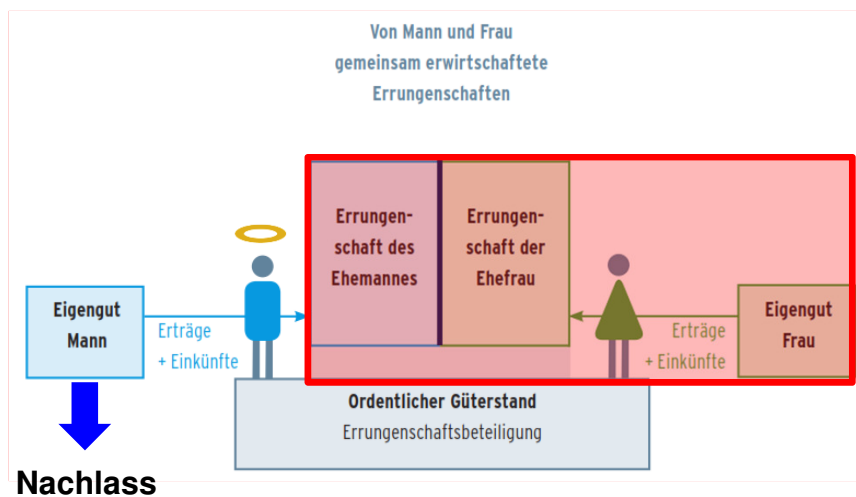 Von Mann und Frau
gemeinsam erwirtschaftete
Errungenschaften
Errungen-
schaft des
Ehemannes
Errungen-
schaft der
Ehefrau
Eigengut
Mann
Erträge
+ Einkünfte
Erträge
+ Einkünfte
Eigengut
Frau
Ordentlicher Güterstand
Errungenschaftsbeteiligung
Nachlass